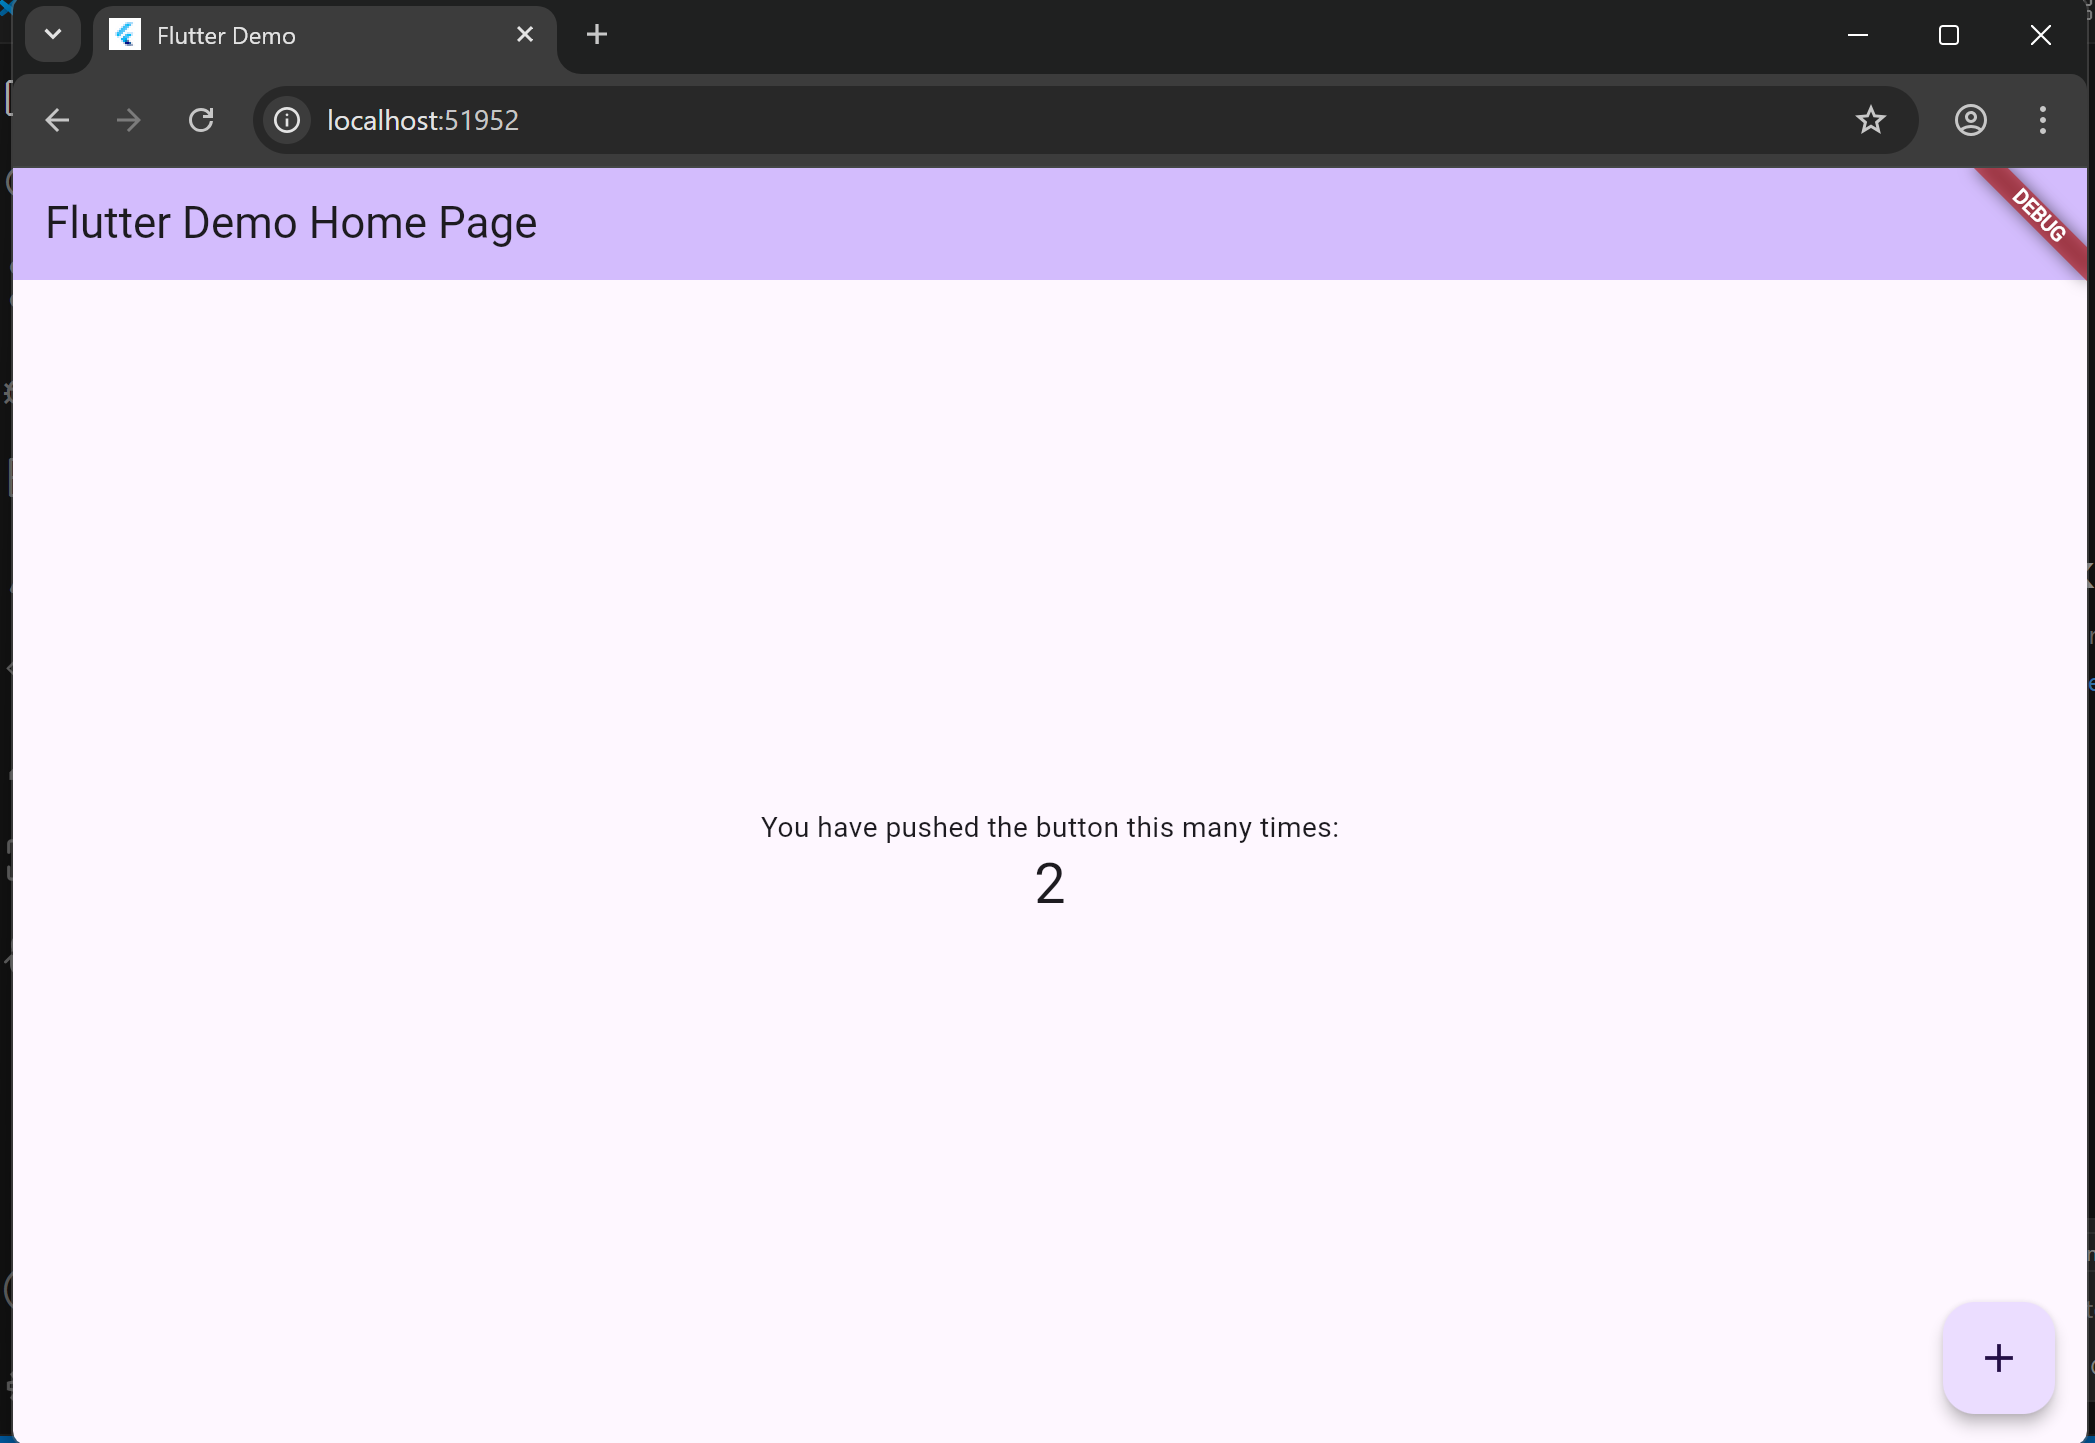 Flutter Demo
localhost:51952
Flutter Demo Home Page
DEBUG
You have pushed the button this many times:
2